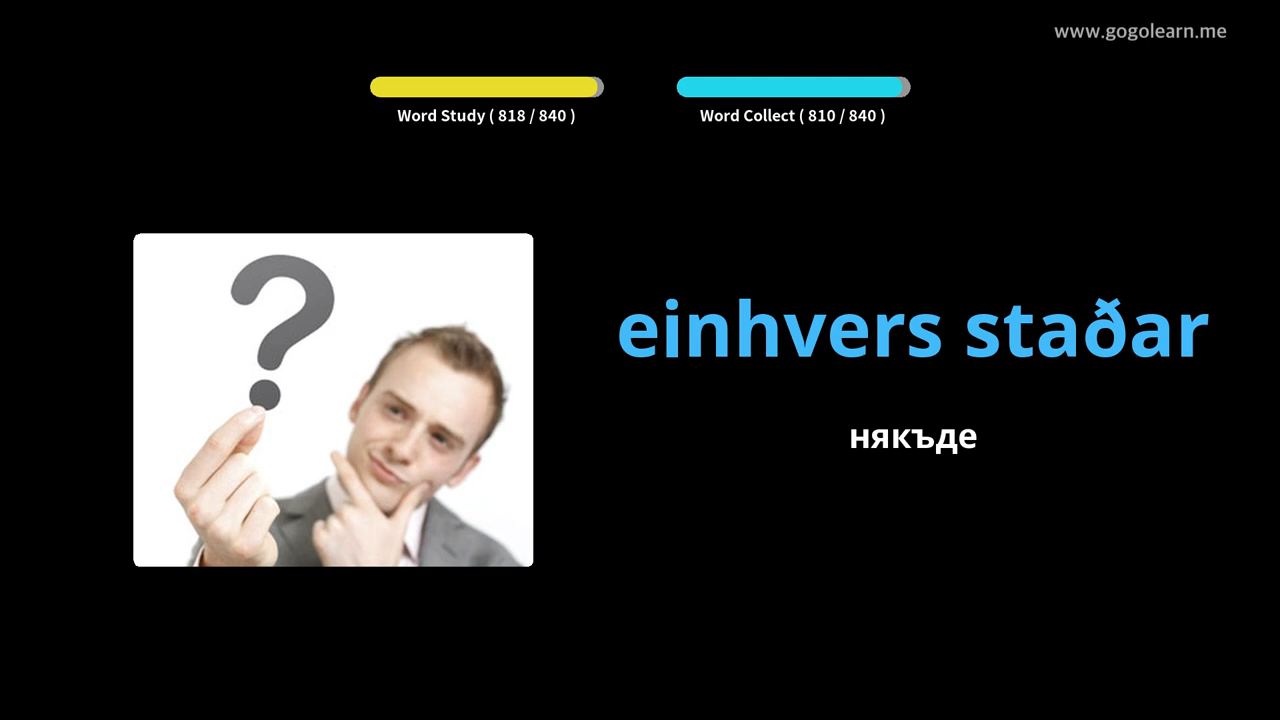 www.gogolearn.me
Word Study ( 818 / 840 )
Word Collect ( 810 / 840 )
einhvers staðar
някъде